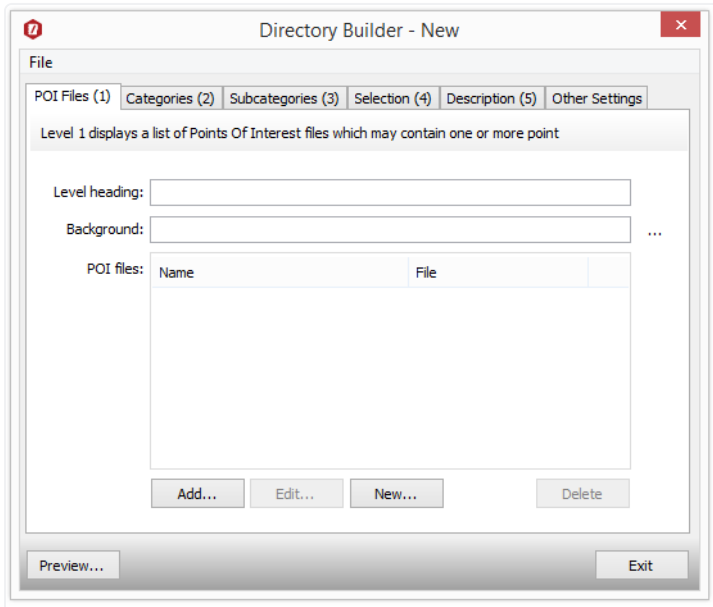 Directory Builder - New
File
POI Files (1) Categories (2) Subcategories (3) Selection (4) Description (5) Other Settings
Level 1 displays a list of Points Of Interest files which may contain one or more point
Level heading:
Background: ...
POI files: Name File
Add... Edit... New... Delete
Preview... Exit